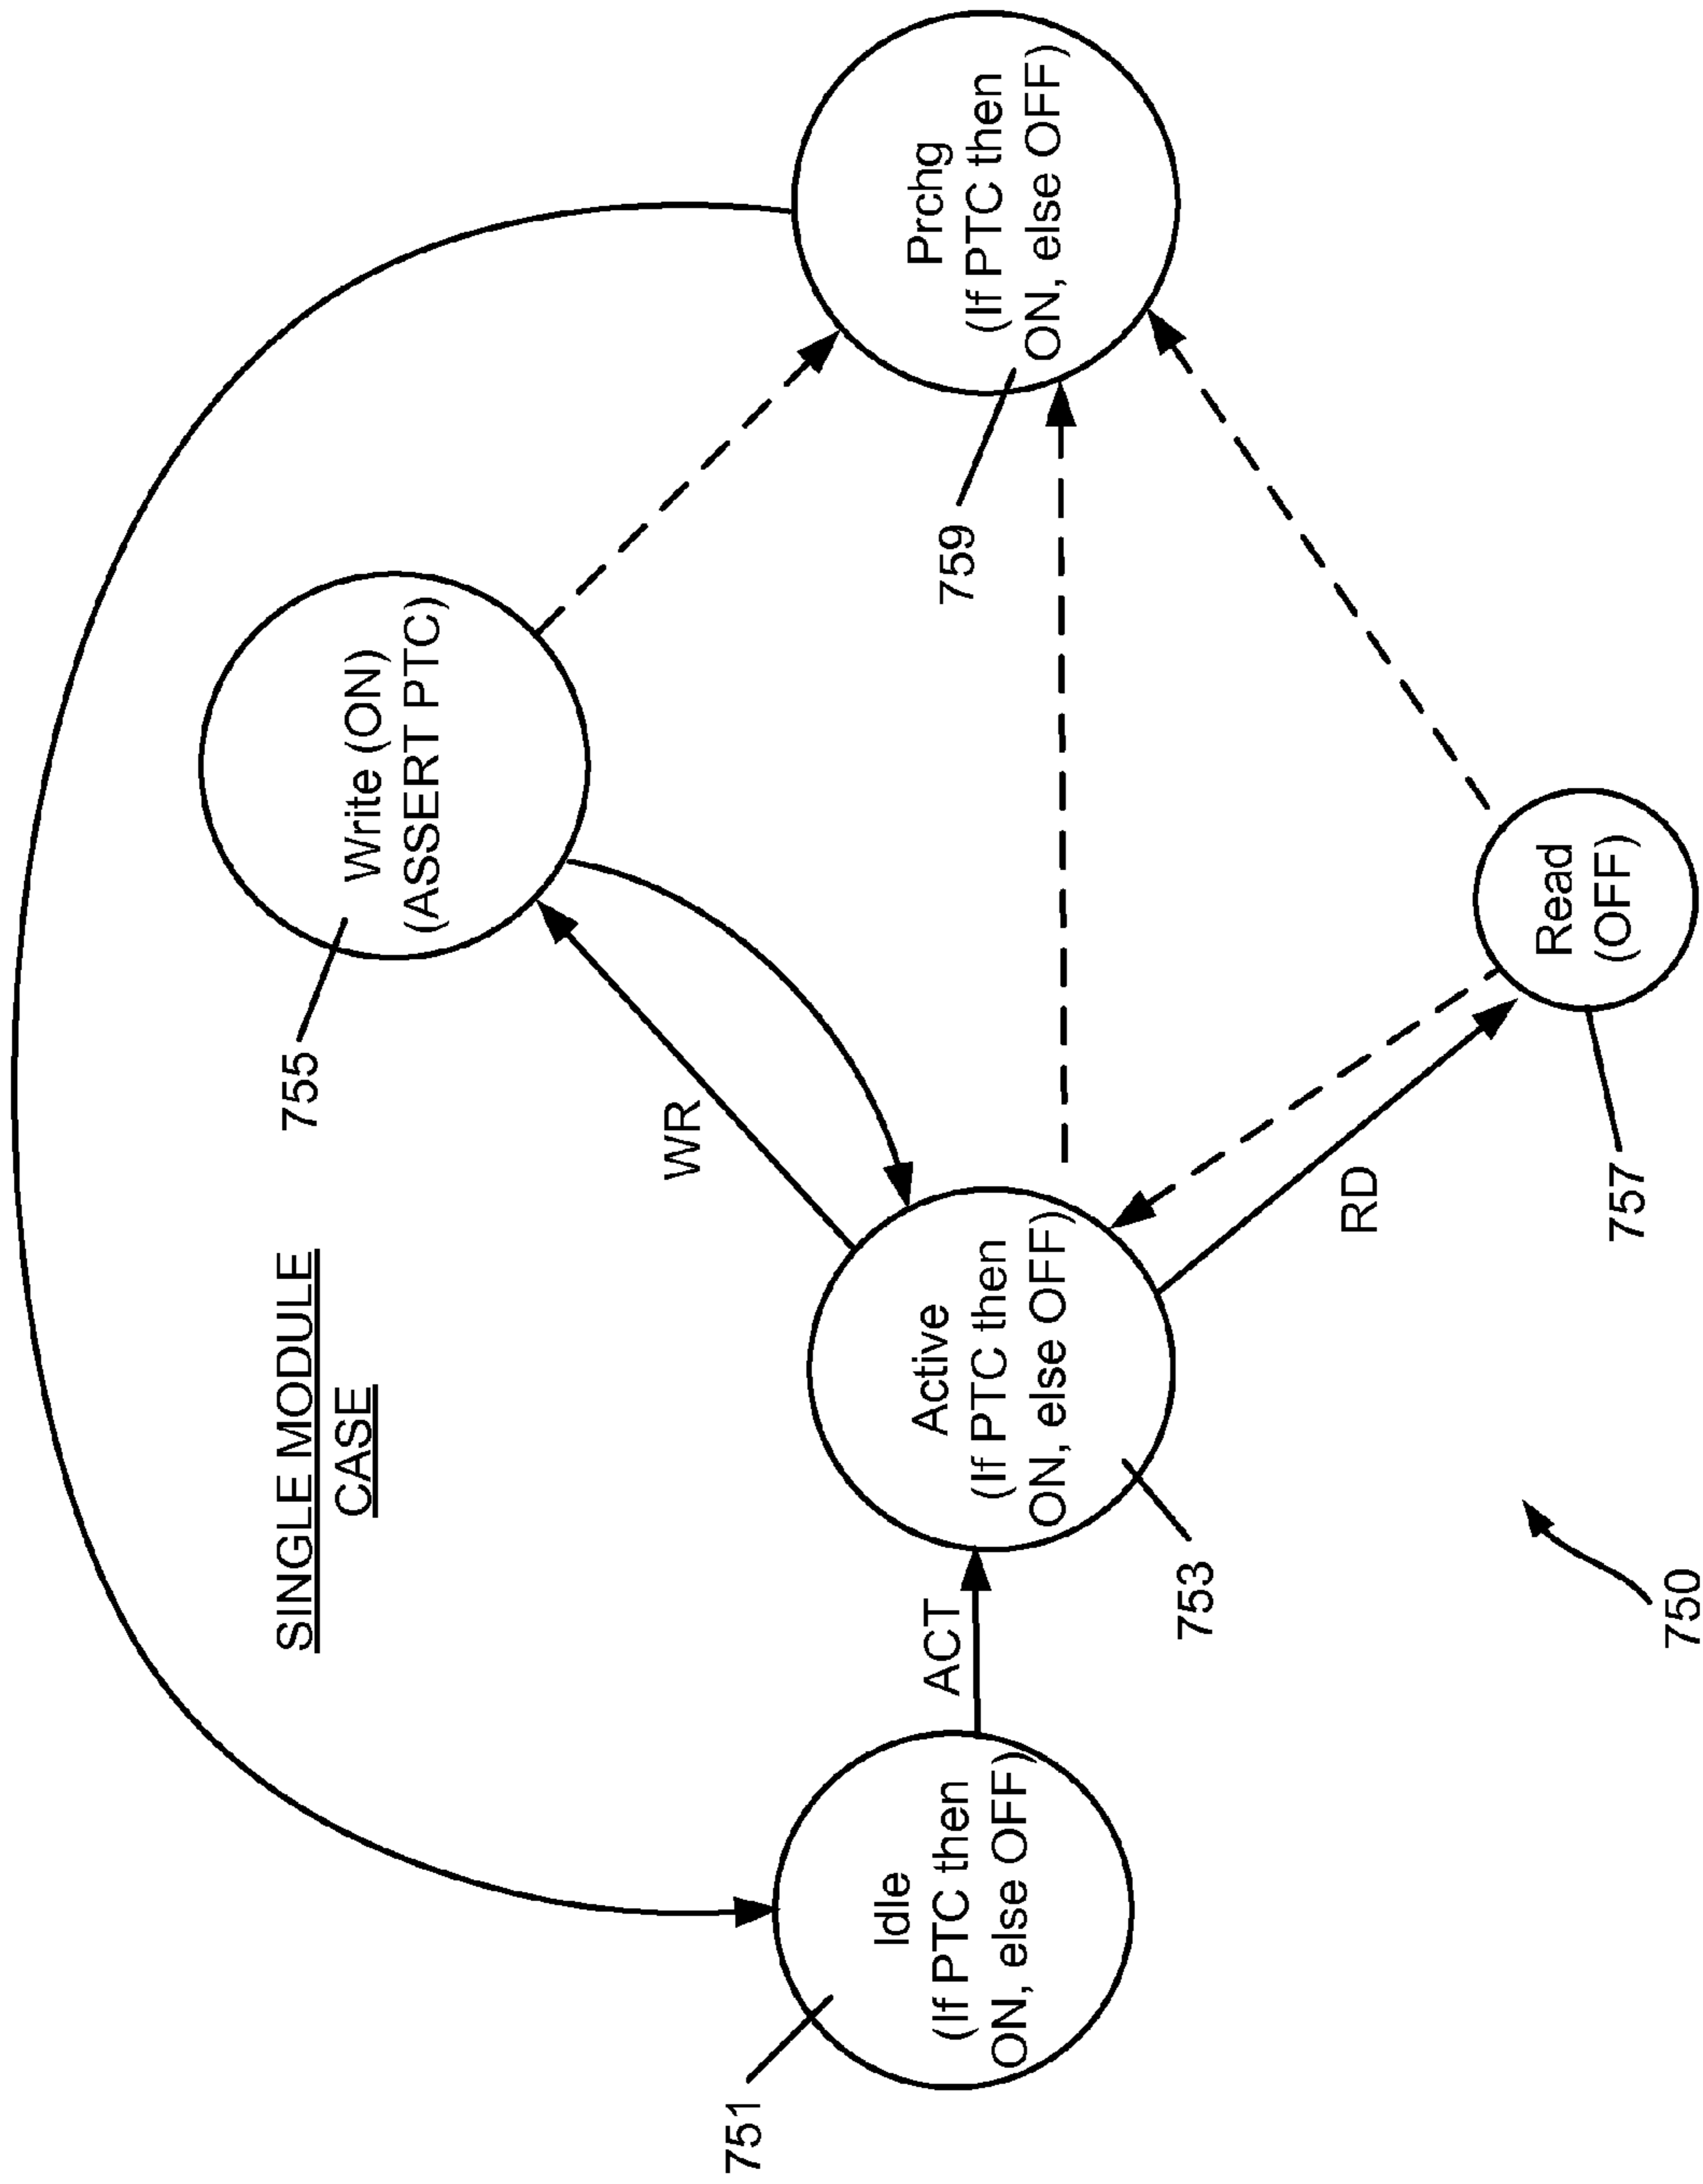 SINGLE MODULE
CASE
755
Write (ON)
(ASSERT PTC)
WR
751
Idle
(If PTC then
ON, else OFF)
ACT
Active
(If PTC then
ON, else OFF)
753
759
Prchg
(If PTC then
ON, else OFF)
RD
Read
(OFF)
757
750